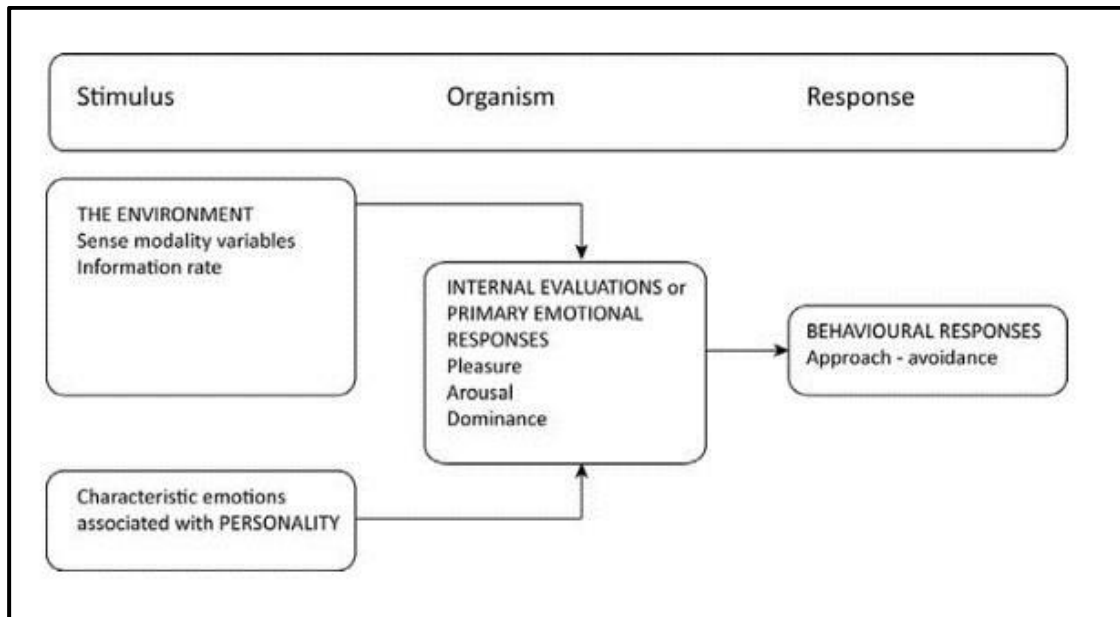 Stimulus Organism Response
THE ENVIRONMENT
Sense modality variables
Information rate
INTERNAL EVALUATIONS or
PRIMARY EMOTIONAL
RESPONSES
Pleasure
Arousal
Dominance
BEHAVIOURAL RESPONSES
Approach - avoidance
Characteristic emotions
associated with PERSONALITY